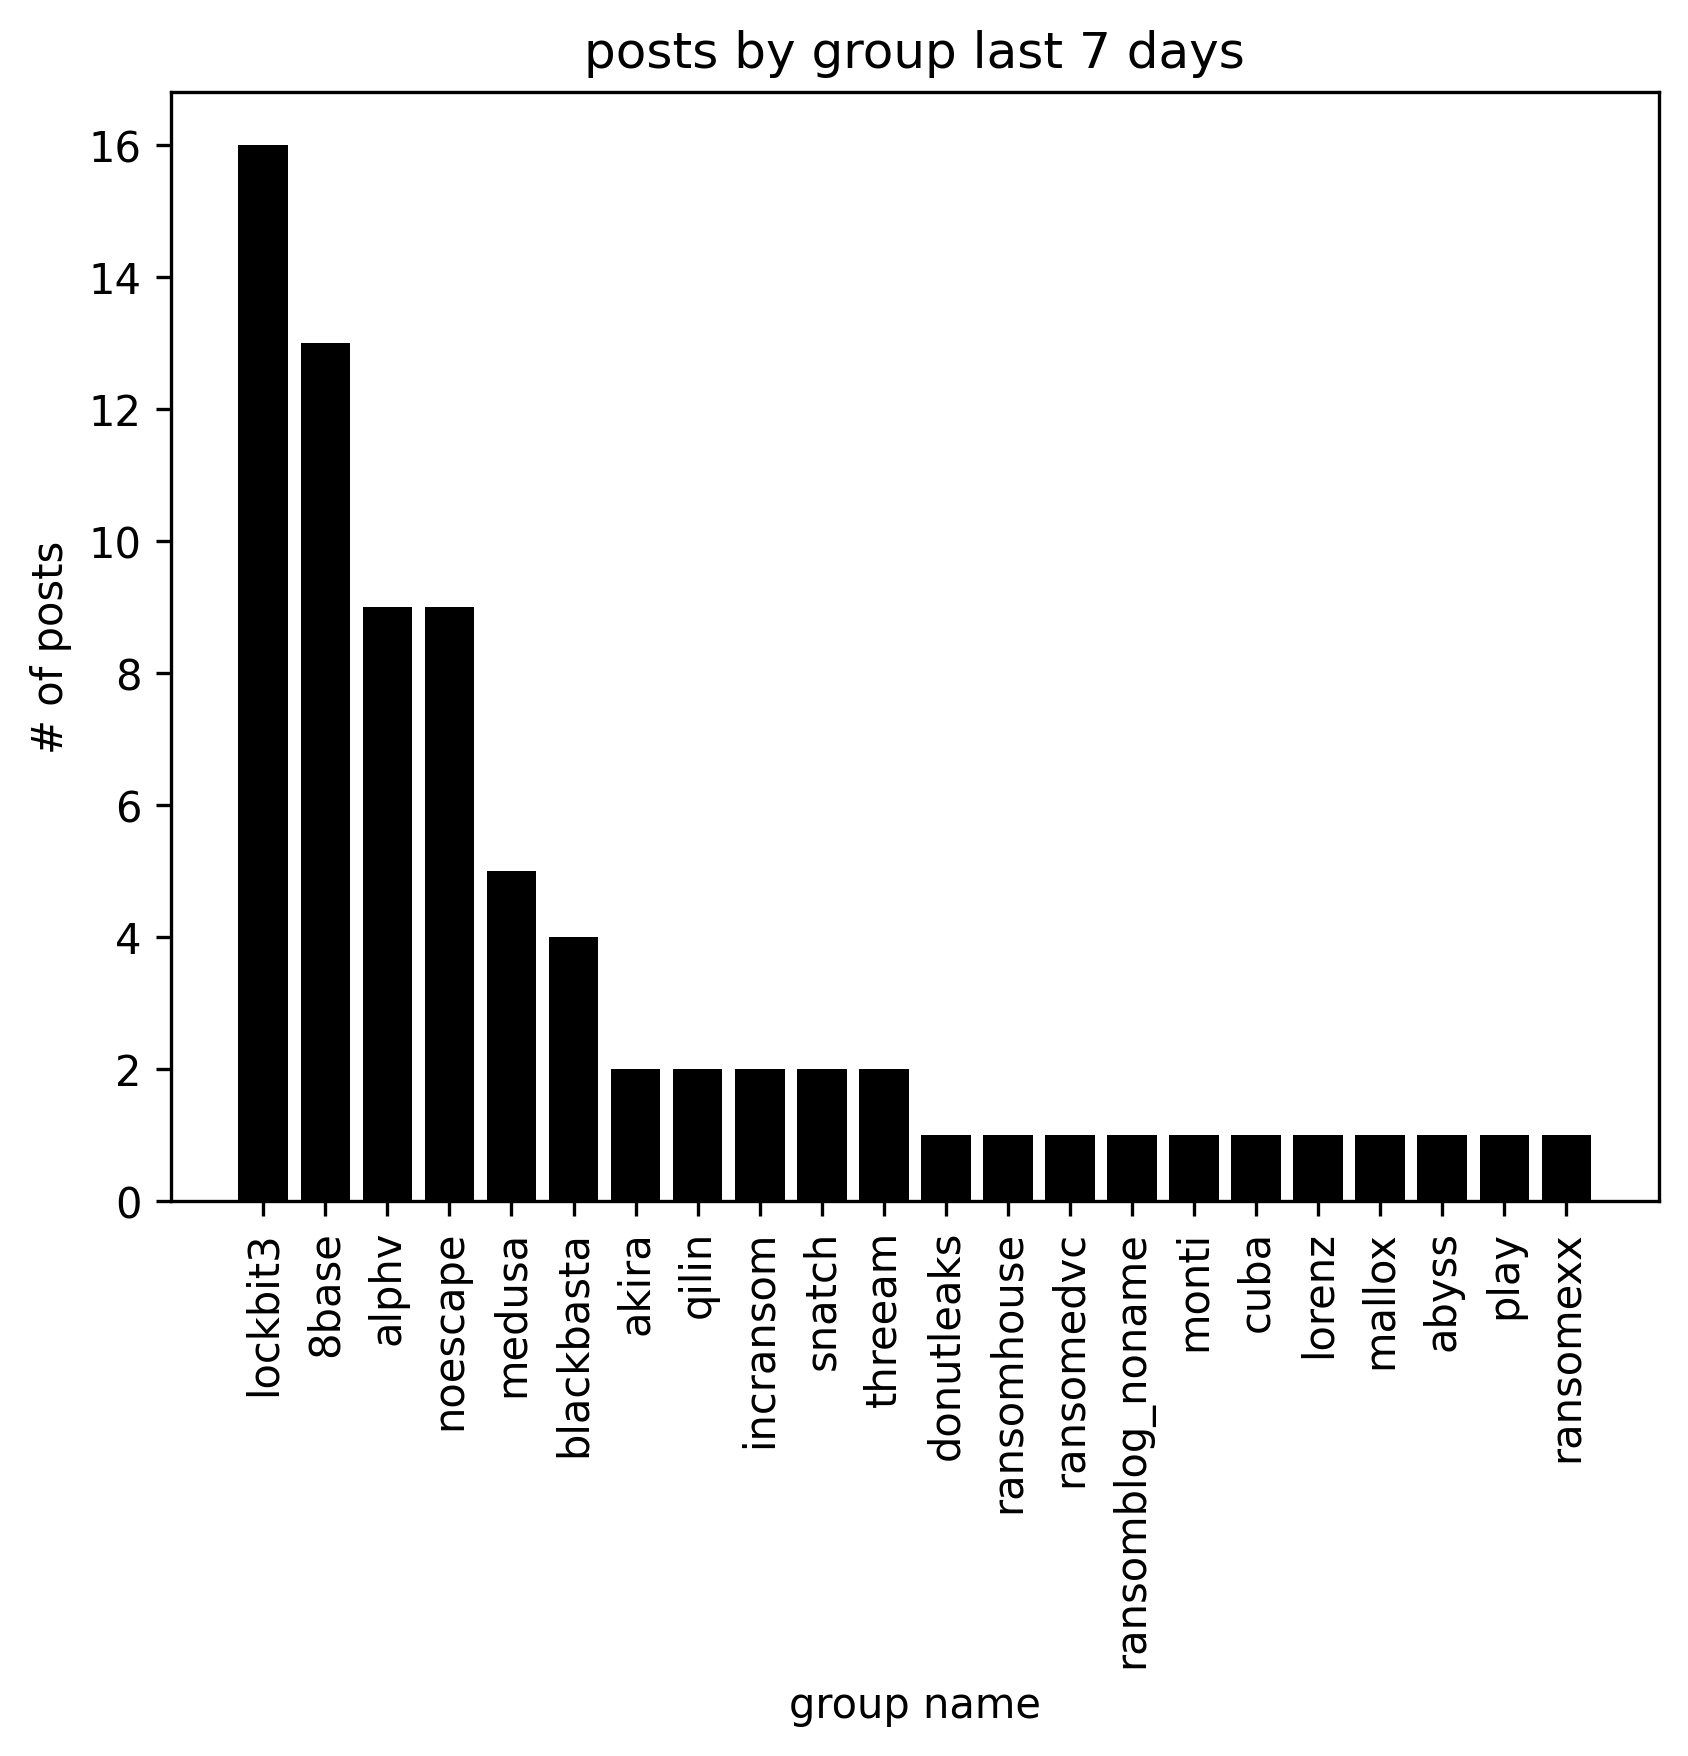 posts by group last 7 days
# of posts
16
14
12
10
8
6
4
2
0
lockbit3
8base
alphv
noescape
medusa
blackbasta
akira
qilin
incransom
snatch
threeam
donutleaks
ransomhouse
ransomedvc
ransomblog_noname
monti
cuba
lorenz
mallox
abyss
play
ransomexx
group name